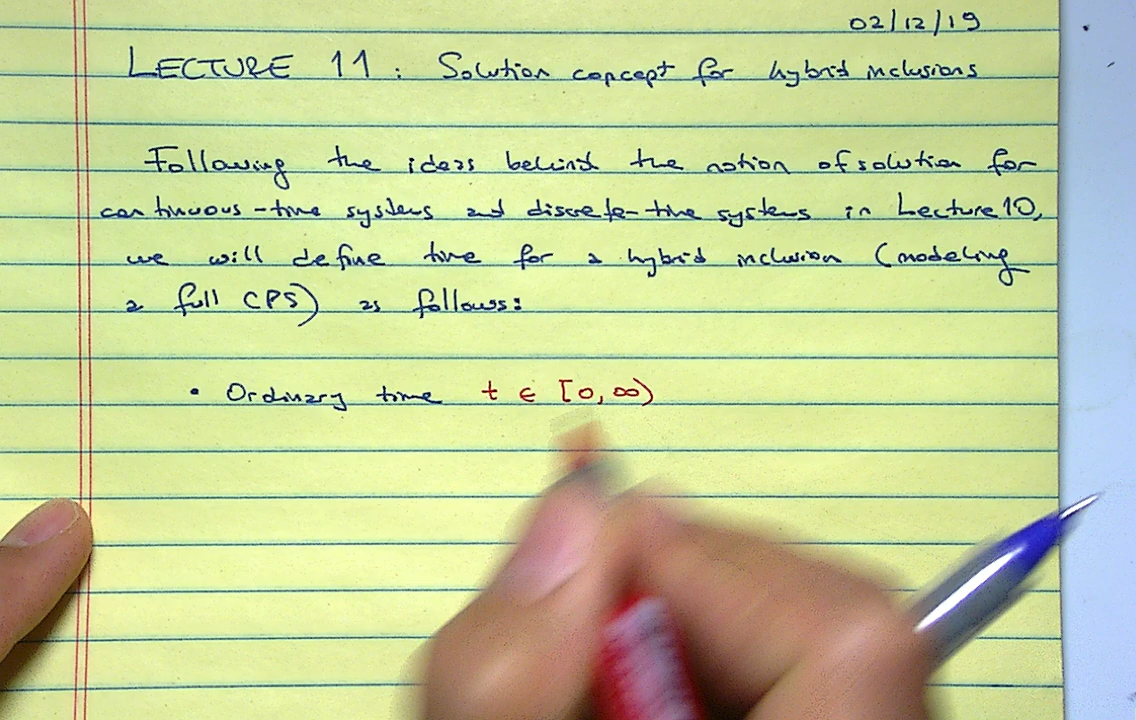 02/12/19
LECTURE 11: Solution concept for hybrid inclusions
Following the ideas behind the notion of solution for
continuous-time systems and discrete-time systems in Lecture 10,
we will define time for a hybrid inclusion (modeling
a full CPS) as follows:
• Ordinary time t ∈ [0, ∞)